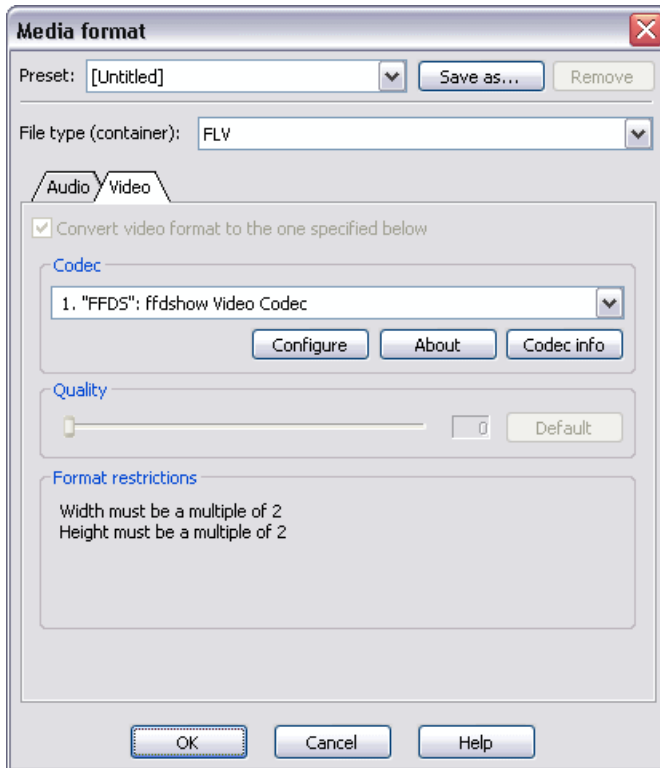 Media format
Preset: [Untitled] Save as... Remove
File type (container): FLV
Audio Video
Convert video format to the one specified below
Codec
1. "FFDS": ffdshow Video Codec
Configure About Codec info
Quality
0 Default
Format restrictions
Width must be a multiple of 2
Height must be a multiple of 2
OK Cancel Help